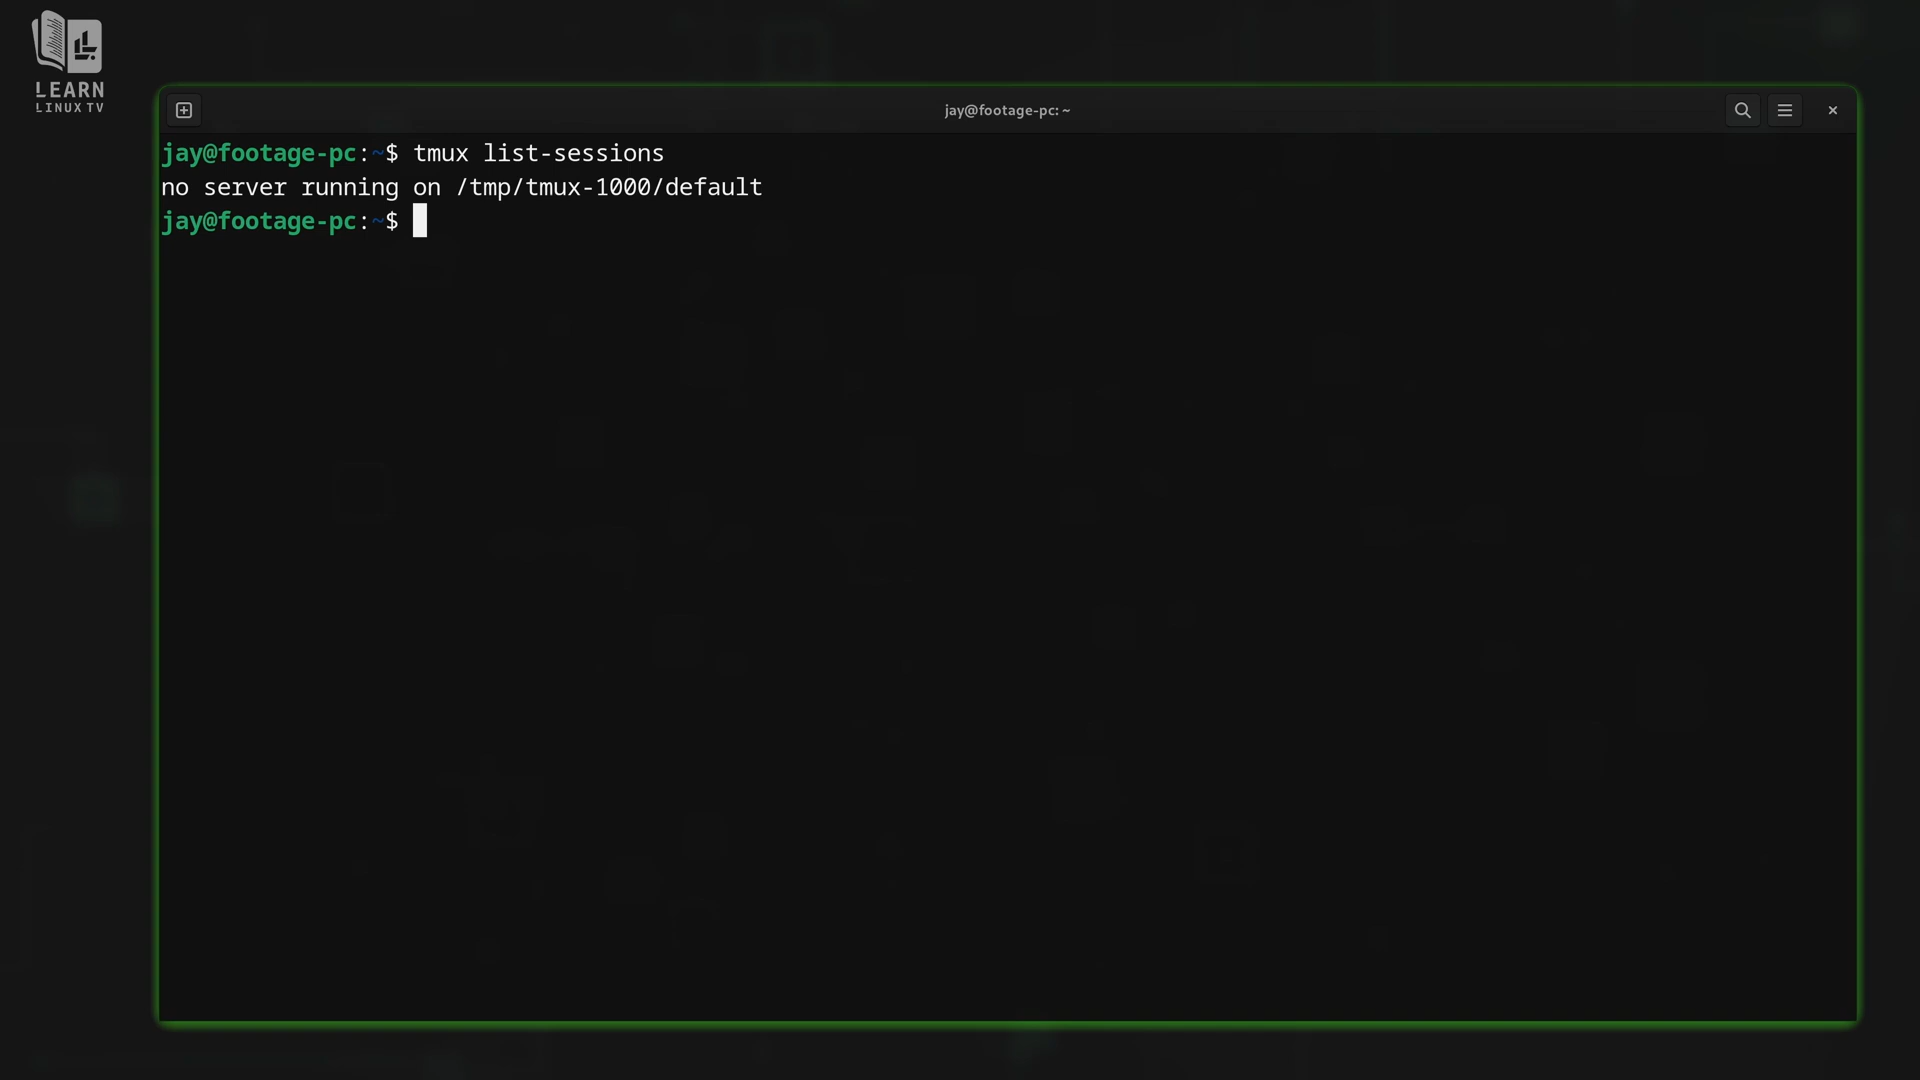 LEARN
LINUX TV
jay@footage-pc: ~
jay@footage-pc:~$ tmux list-sessions
no server running on /tmp/tmux-1000/default
jay@footage-pc:~$